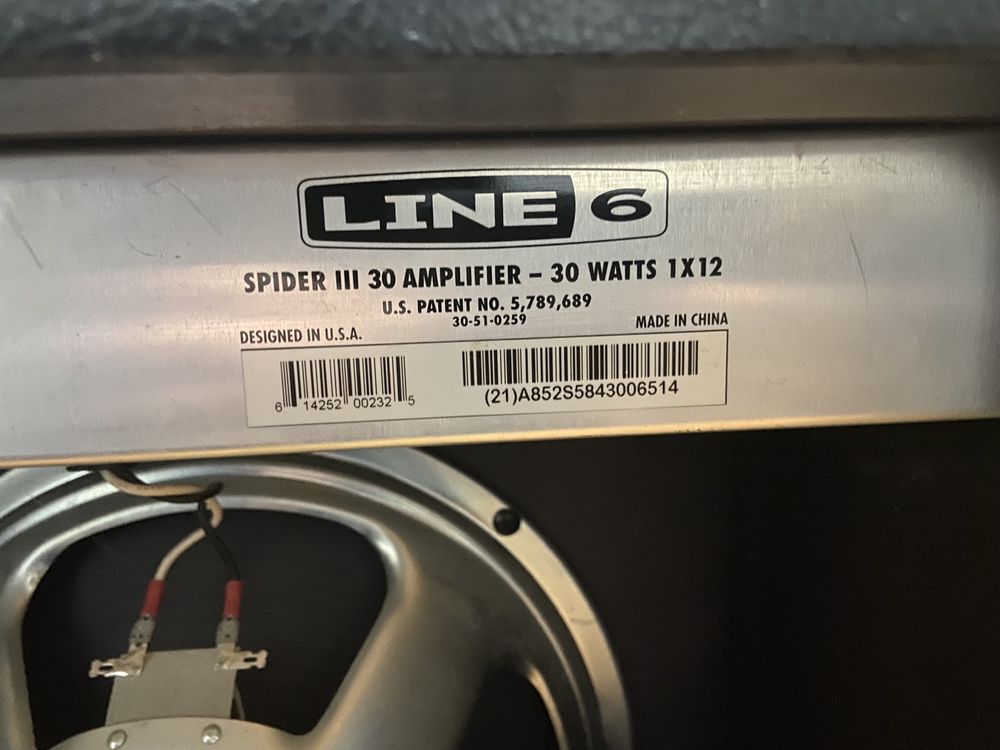 LINE 6
SPIDER III 30 AMPLIFIER – 30 WATTS 1X12
U.S. PATENT NO. 5,789,689
30-51-0259
DESIGNED IN U.S.A.
MADE IN CHINA
6 14252 00232 5
(21)A852S5843006514